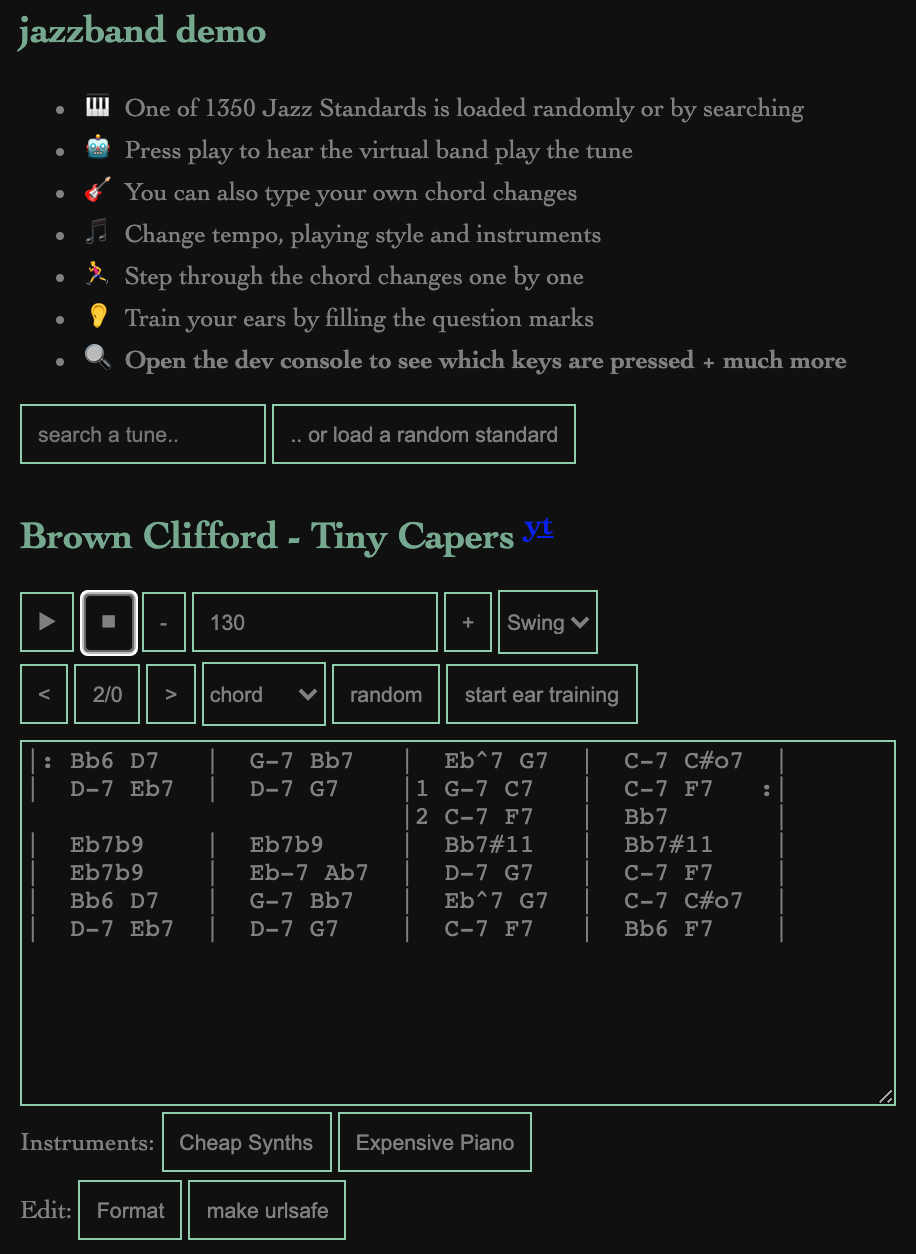 jazzband demo
• 🎹 One of 1350 Jazz Standards is loaded randomly or by searching
• 🤖 Press play to hear the virtual band play the tune
• 🎸 You can also type your own chord changes
• 🎵 Change tempo, playing style and instruments
• 🏃‍♀️ Step through the chord changes one by one
• 👂 Train your ears by filling the question marks
• 🔍 Open the dev console to see which keys are pressed + much more
search a tune.. .. or load a random standard
Brown Clifford - Tiny Capers yt
▶ ■ - 130 + Swing
< 2/0 > chord random start ear training
|: Bb6 D7    |  G-7 Bb7    |  Eb^7 G7   |  C-7 C#o7   |
|  D-7 Eb7   |  D-7 G7     |1 G-7 C7    |  C-7 F7    :|
                           |2 C-7 F7    |  Bb7        |
|  Eb7b9     |  Eb7b9      |  Bb7#11    |  Bb7#11     |
|  Eb7b9     |  Eb-7 Ab7   |  D-7 G7    |  C-7 F7     |
|  Bb6 D7    |  G-7 Bb7    |  Eb^7 G7   |  C-7 C#o7   |
|  D-7 Eb7   |  D-7 G7     |  C-7 F7    |  Bb6 F7     |
Instruments: Cheap Synths Expensive Piano
Edit: Format make urlsafe